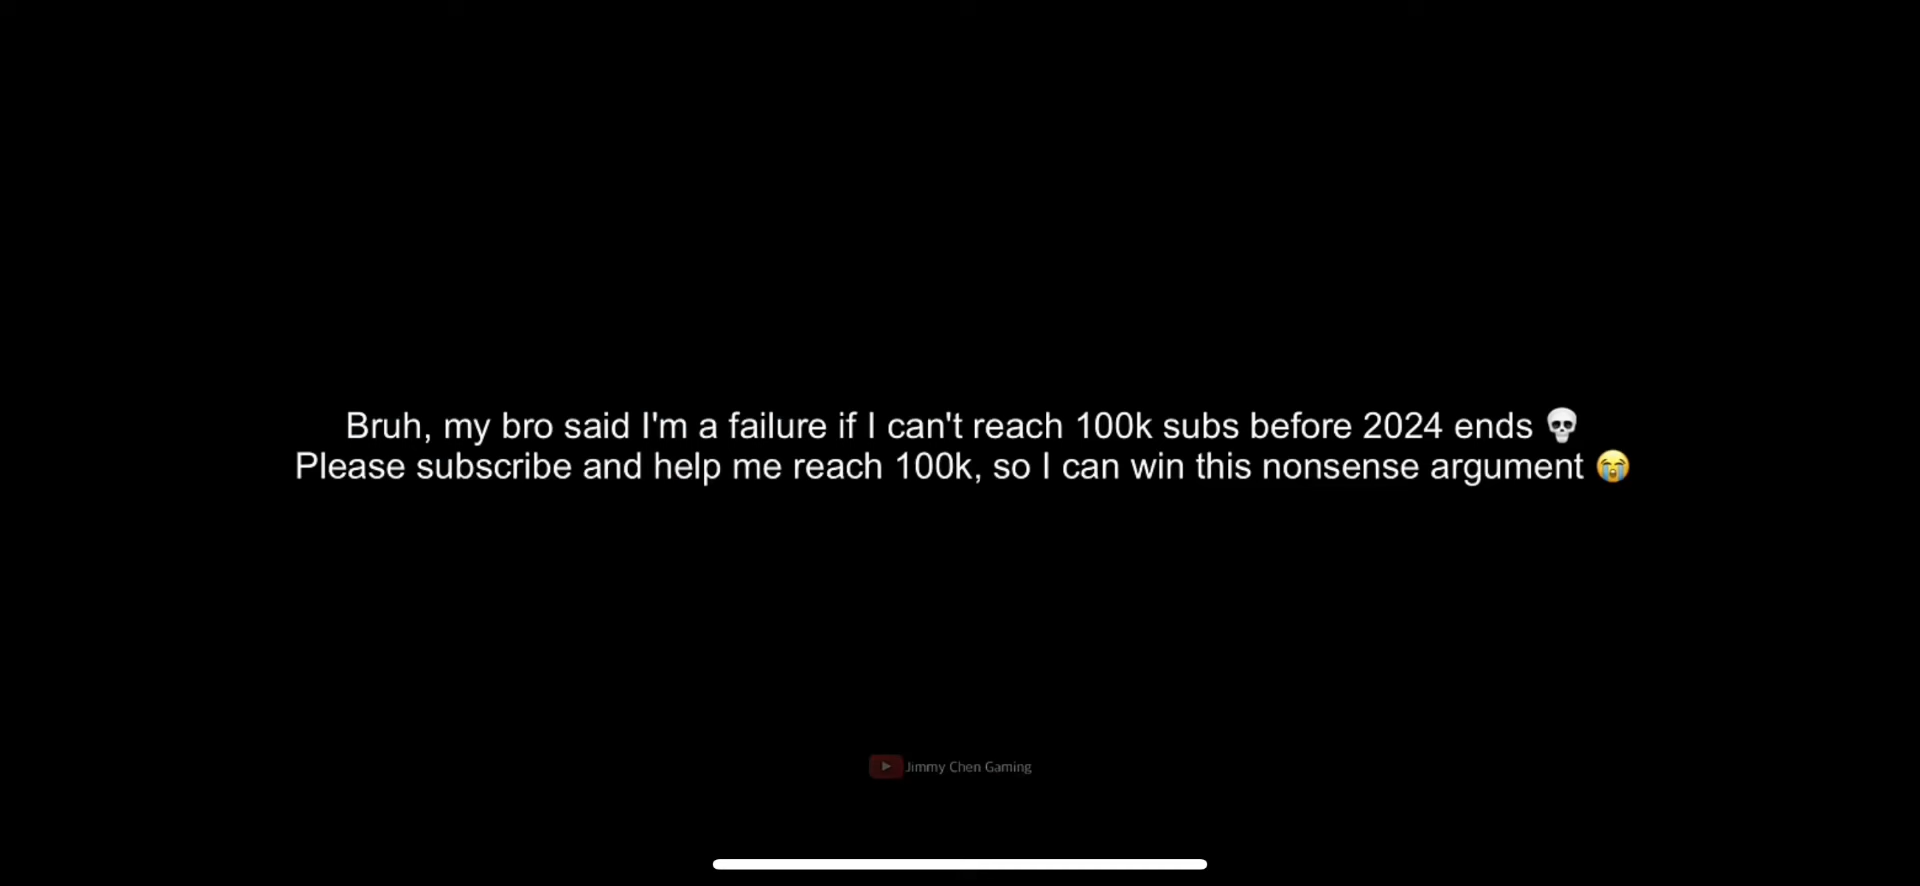 Bruh, my bro said I'm a failure if I can't reach 100k subs before 2024 ends 💀
Please subscribe and help me reach 100k, so I can win this nonsense argument 😭
Jimmy Chen Gaming